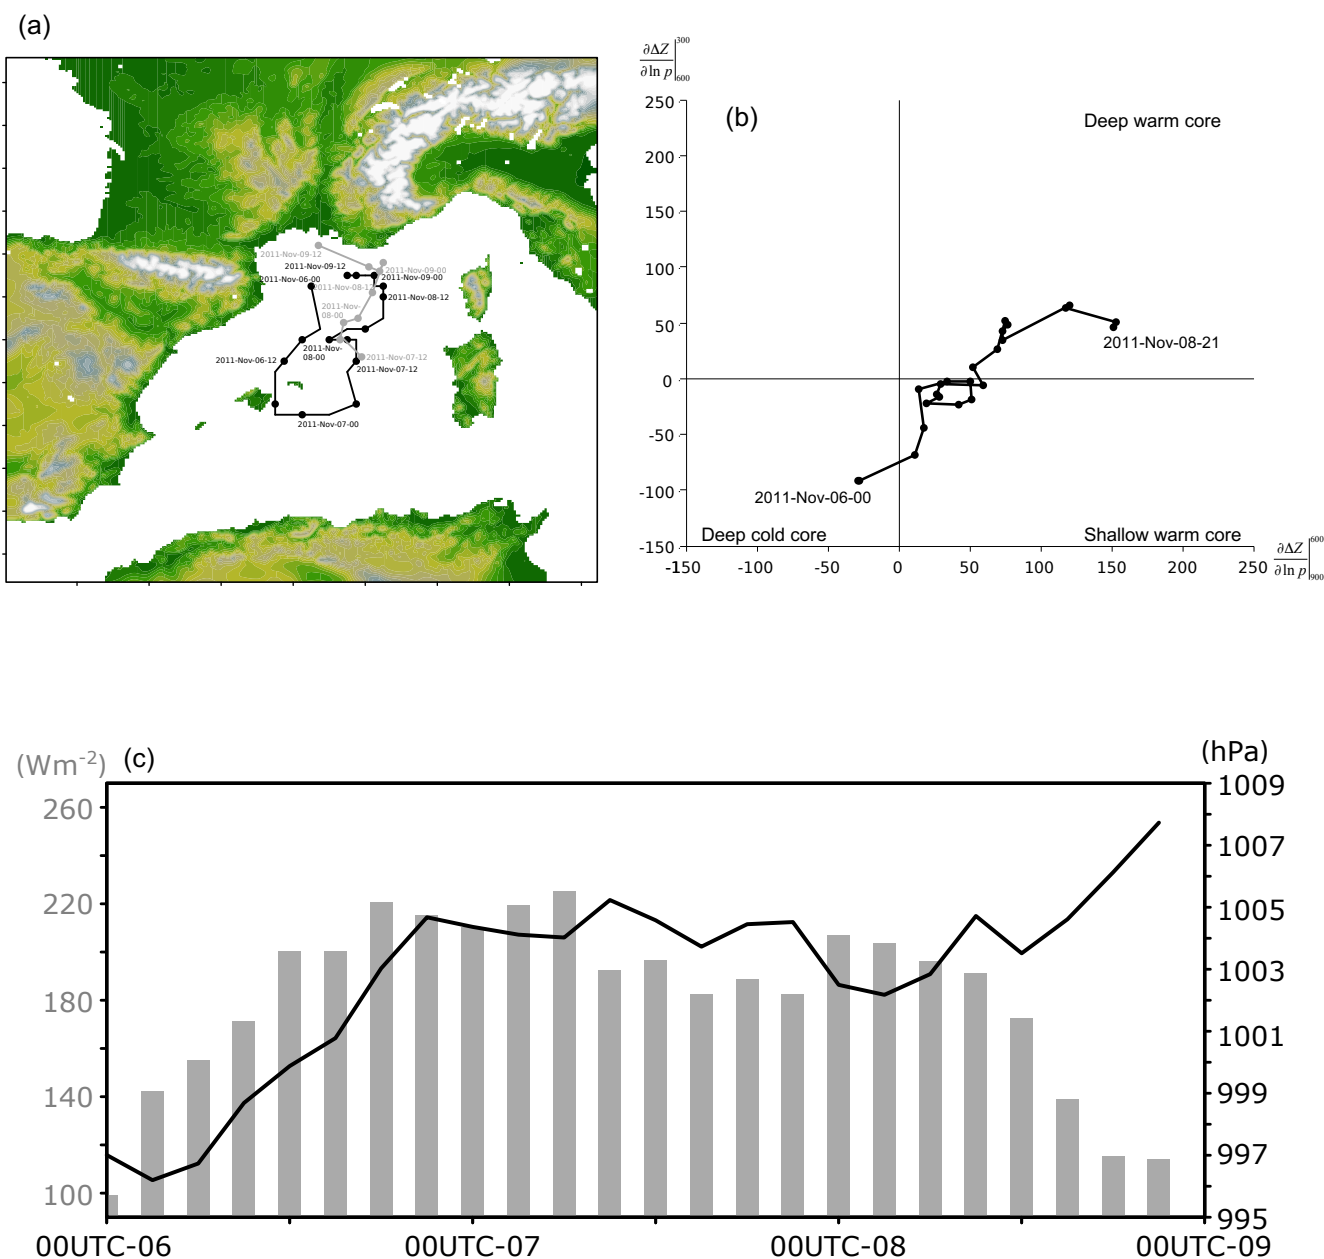 (a)
2011-Nov-09-12
2011-Nov-09-12
2011-Nov-09-00
2011-Nov-06-00
2011-Nov-09-00
2011-Nov-08-12
2011-Nov-08-12
2011-Nov-
08-00
2011-Nov-
08-00
2011-Nov-07-12
2011-Nov-06-12
2011-Nov-07-12
2011-Nov-07-00
∂ΔZ
∂ln p
300
600
(b)
Deep warm core
250
200
150
100
50
0
-50
-100
-150
2011-Nov-08-21
2011-Nov-06-00
Deep cold core
Shallow warm core
-150 -100 -50 0 50 100 150 200 250
∂ΔZ
∂ln p
600
900
(Wm-2)
(c)
(hPa)
260
220
180
140
100
1009
1007
1005
1003
1001
999
997
995
00UTC-06 00UTC-07 00UTC-08 00UTC-09